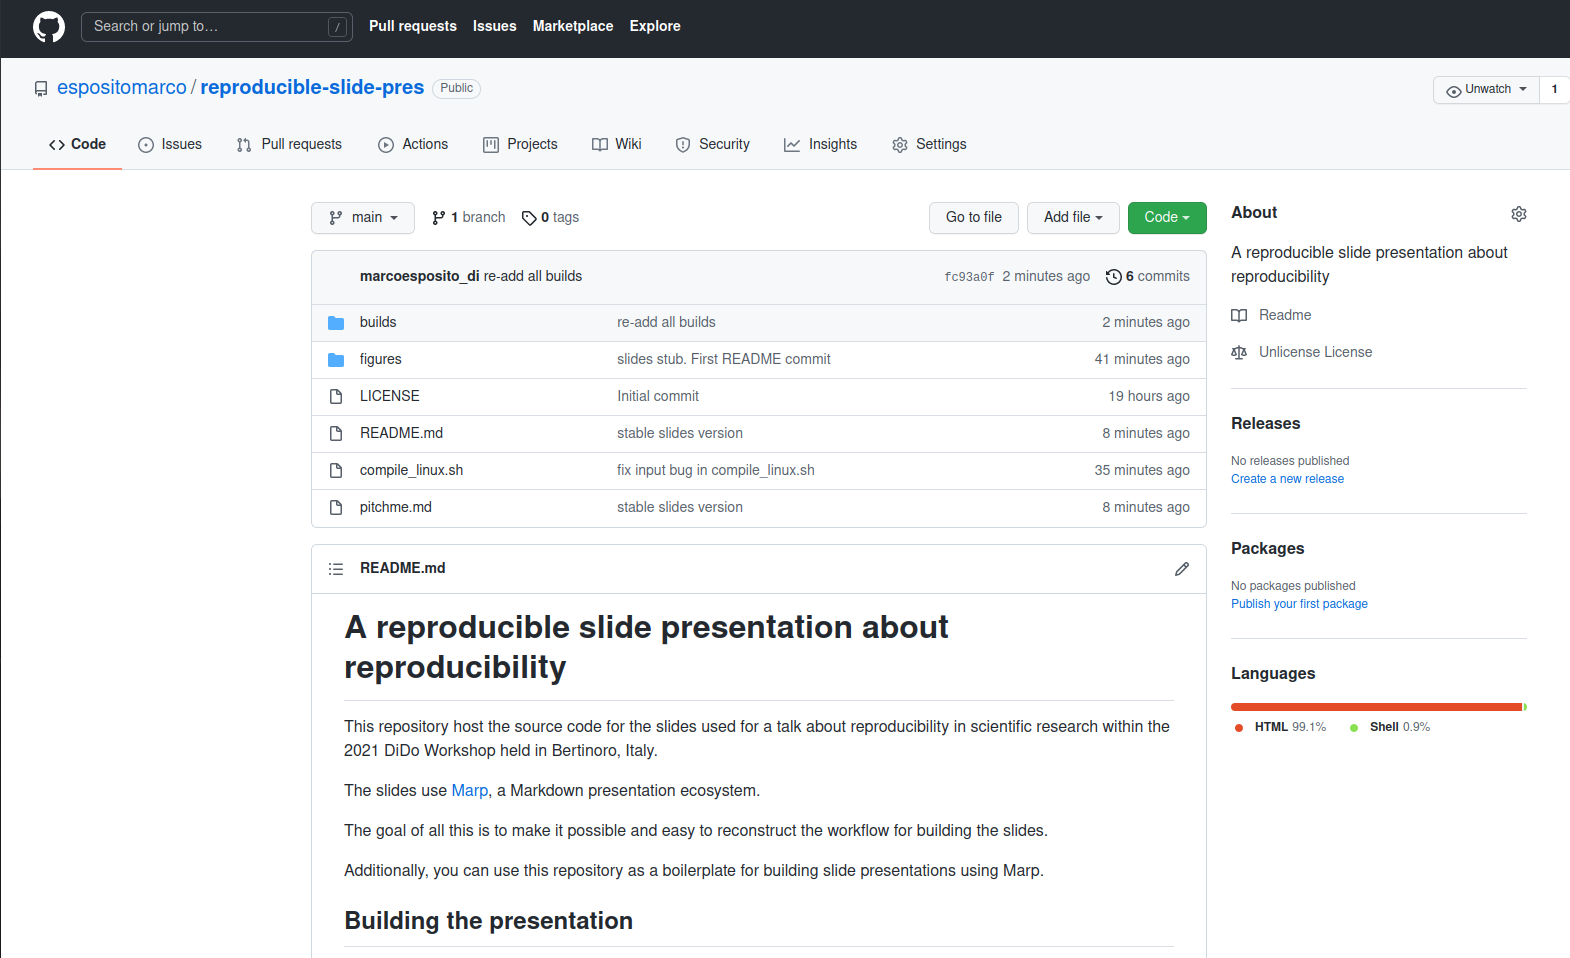 Search or jump to… / Pull requests Issues Marketplace Explore
espositomarco / reproducible-slide-pres Public Unwatch 1
Code Issues Pull requests Actions Projects Wiki Security Insights Settings
main 1 branch 0 tags Go to file Add file Code
marcoesposito_di re-add all builds fc93a0f 2 minutes ago 6 commits
builds re-add all builds 2 minutes ago
figures slides stub. First README commit 41 minutes ago
LICENSE Initial commit 19 hours ago
README.md stable slides version 8 minutes ago
compile_linux.sh fix input bug in compile_linux.sh 35 minutes ago
pitchme.md stable slides version 8 minutes ago
README.md
A reproducible slide presentation about
reproducibility
This repository host the source code for the slides used for a talk about reproducibility in scientific research within the
2021 DiDo Workshop held in Bertinoro, Italy.
The slides use Marp, a Markdown presentation ecosystem.
The goal of all this is to make it possible and easy to reconstruct the workflow for building the slides.
Additionally, you can use this repository as a boilerplate for building slide presentations using Marp.
Building the presentation
About
A reproducible slide presentation about
reproducibility
Readme
Unlicense License
Releases
No releases published
Create a new release
Packages
No packages published
Publish your first package
Languages
HTML 99.1% Shell 0.9%